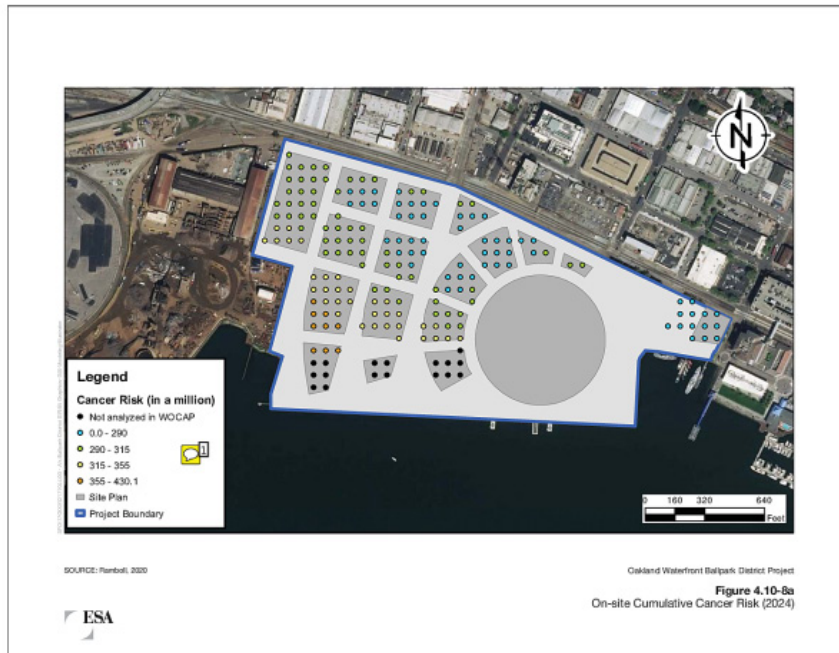 N
Legend
Cancer Risk (in a million)
Not analyzed in WOCAP
0.0 - 290
290 - 315
1
315 - 355
355 - 430.1
Site Plan
Project Boundary
0 160 320 640
Feet
SOURCE: Ramboll, 2020
Oakland Waterfront Ballpark District Project
Figure 4.10-8a
On-site Cumulative Cancer Risk (2024)
ESA